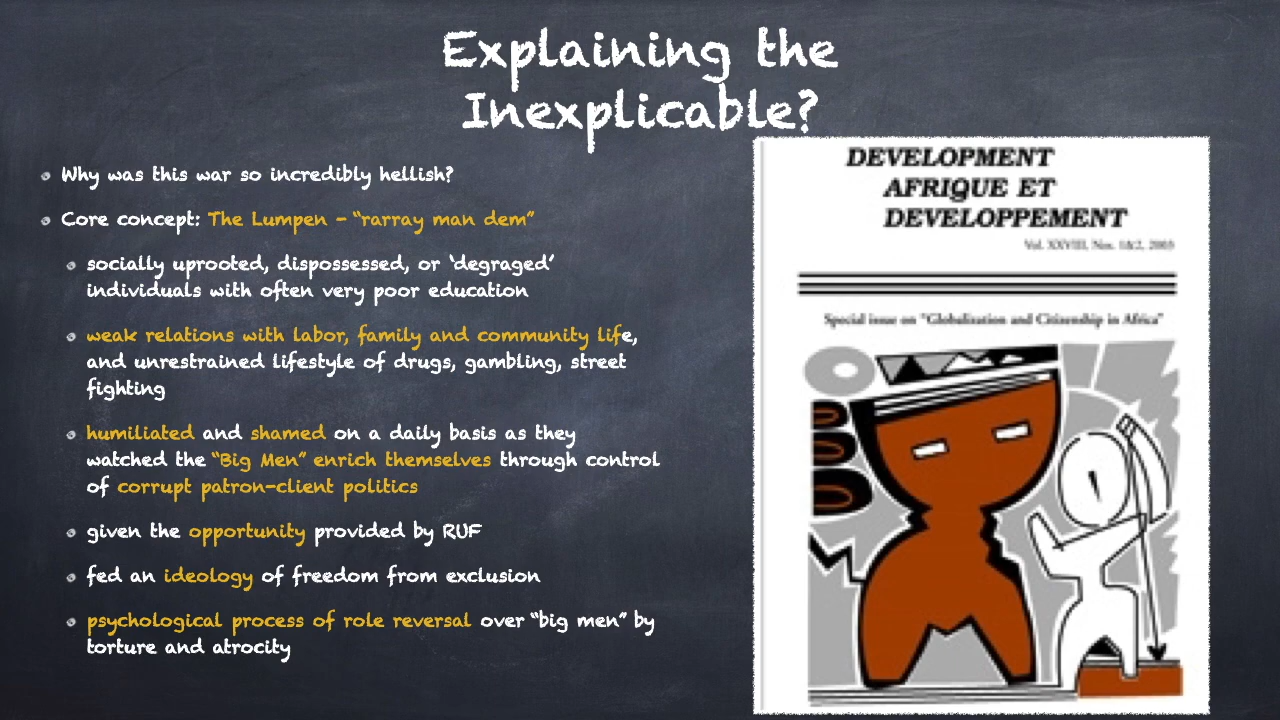 Explaining the
Inexplicable?
Why was this war so incredibly hellish?
Core concept: The Lumpen - “rarray man dem”
socially uprooted, dispossessed, or ‘degraged’
individuals with often very poor education
weak relations with labor, family and community life,
and unrestrained lifestyle of drugs, gambling, street
fighting
humiliated and shamed on a daily basis as they
watched the “Big Men” enrich themselves through control
of corrupt patron-client politics
given the opportunity provided by RUF
fed an ideology of freedom from exclusion
psychological process of role reversal over “big men” by
torture and atrocity
DEVELOPMENT
AFRIQUE ET
DEVELOPPEMENT
Vol. XXVIII, Nos. 1&2, 2003
Special issue on "Globalization and Citizenship in Africa"